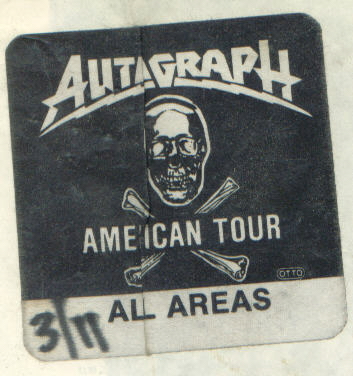 AUTOGRAPH
AMERICAN TOUR
OTTO
ALL AREAS
3/11